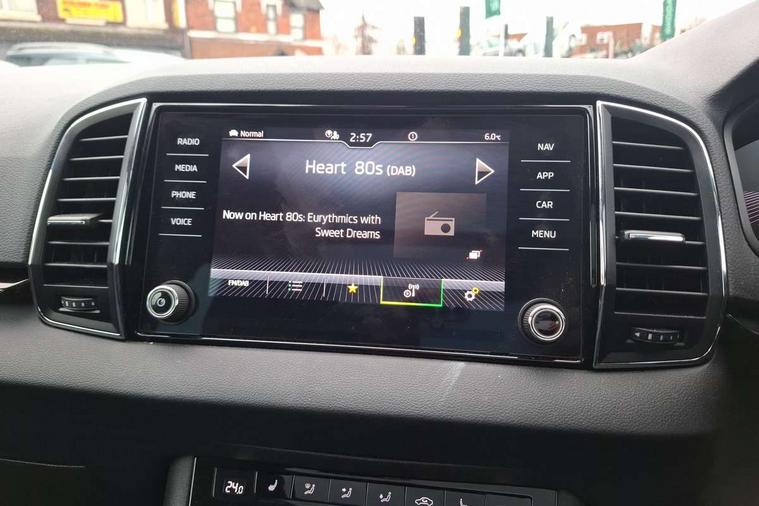 Normal
2:57
6.0°C
RADIO
MEDIA
PHONE
VOICE
Heart 80s (DAB)
Now on Heart 80s: Eurythmics with
Sweet Dreams
FM/DAB
NAV
APP
CAR
MENU
24.0